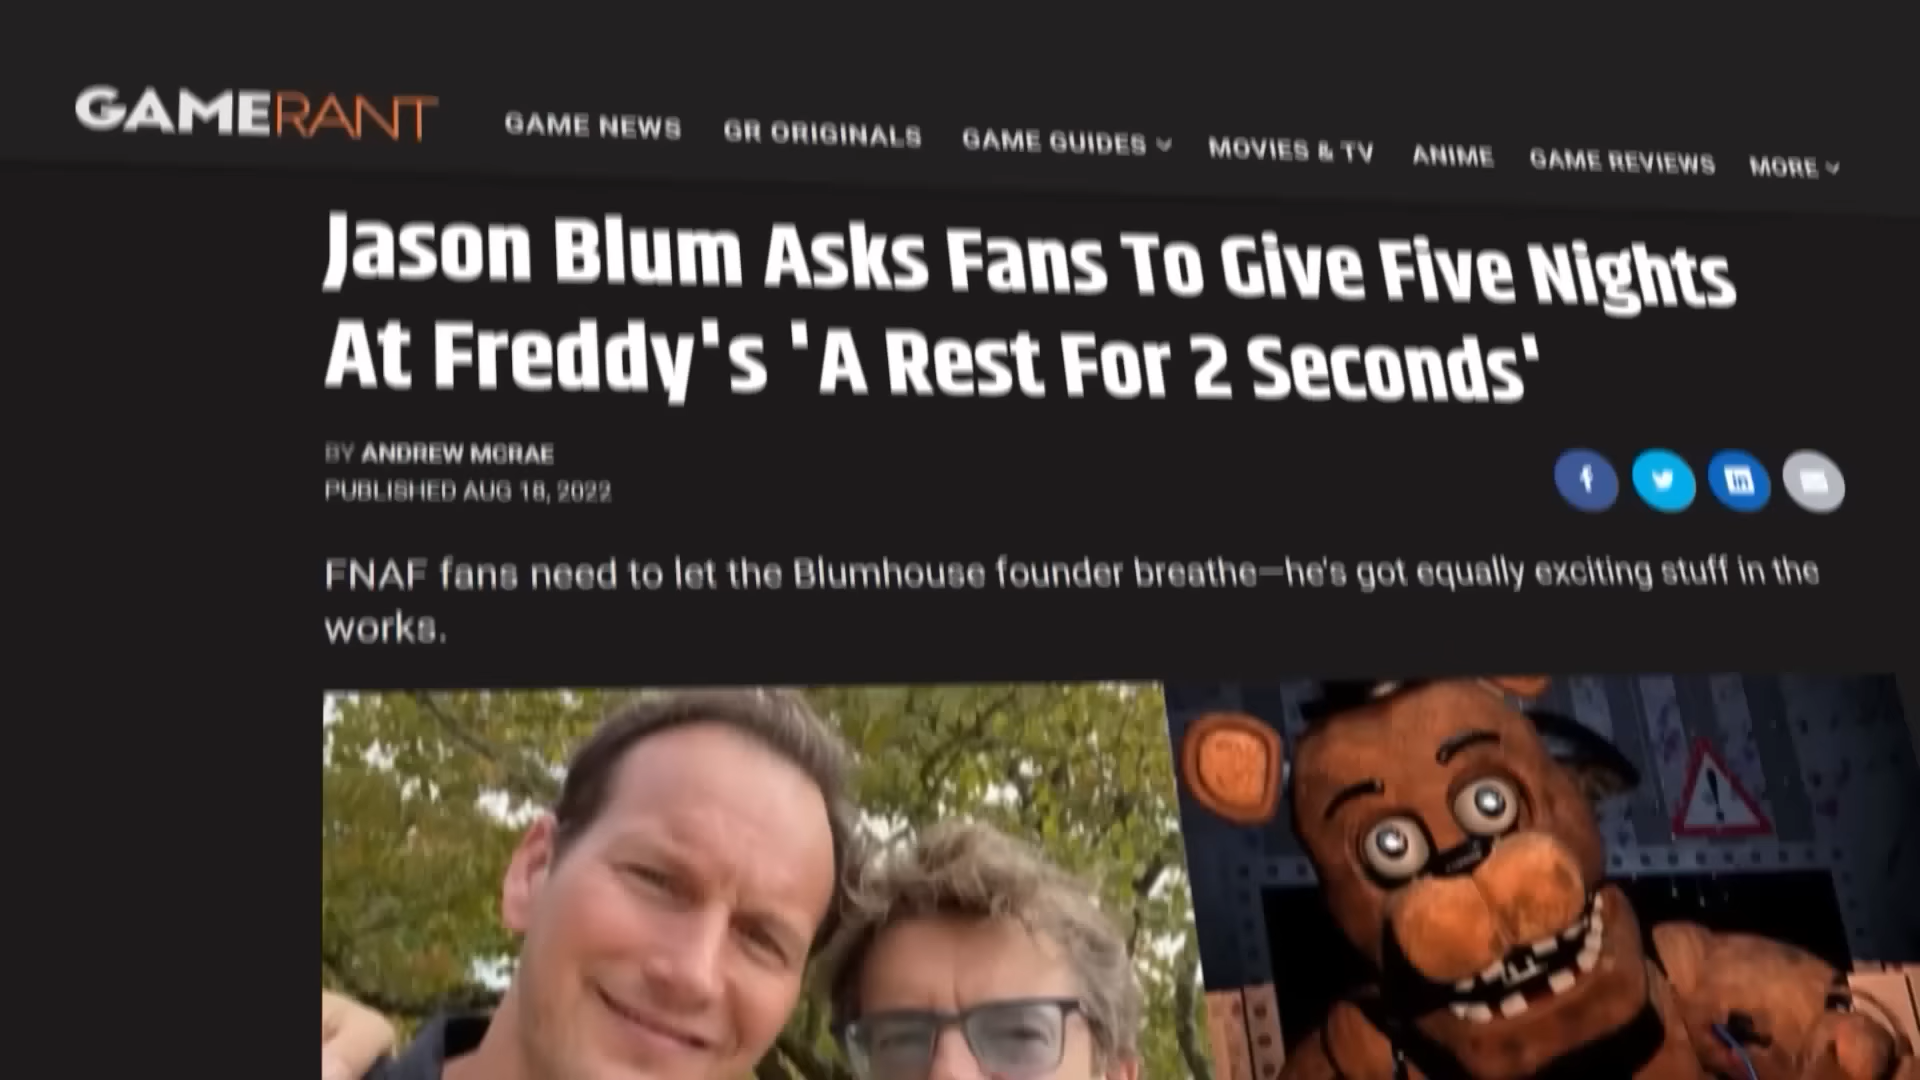 GAMERANT
GAME NEWS GR ORIGINALS GAME GUIDES MOVIES & TV ANIME GAME REVIEWS MORE
Jason Blum Asks Fans To Give Five Nights
At Freddy's 'A Rest For 2 Seconds'
BY ANDREW MCRAE
PUBLISHED AUG 18, 2022
f in
FNAF fans need to let the Blumhouse founder breathe—he's got equally exciting stuff in the
works.